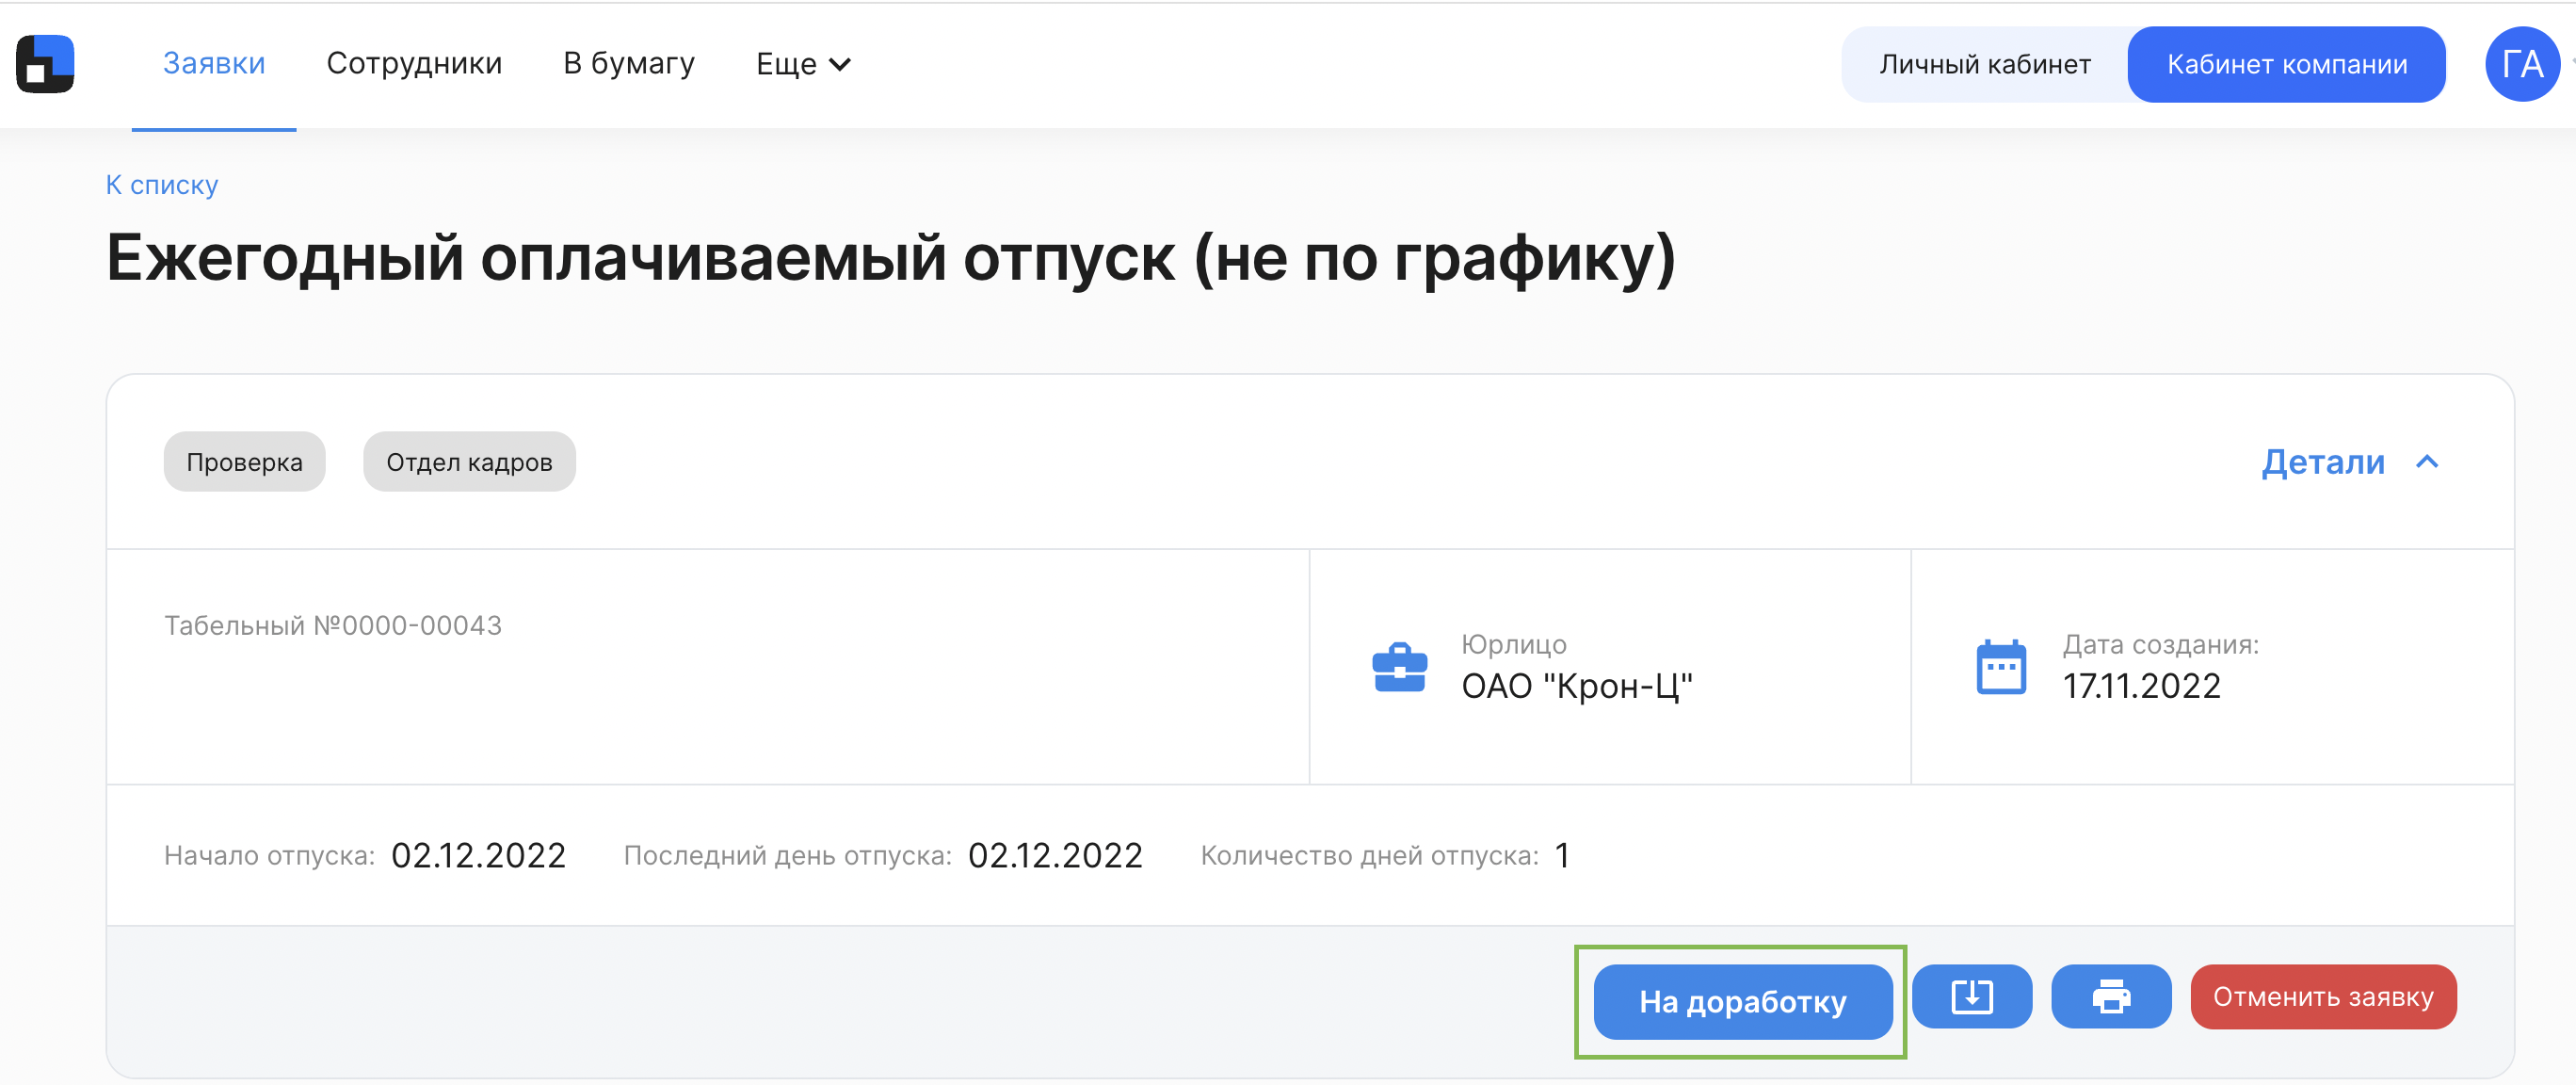 Заявки Сотрудники В бумагу Еще Личный кабинет Кабинет компании ГА
К списку
Ежегодный оплачиваемый отпуск (не по графику)
Проверка Отдел кадров Детали
Табельный №0000-00043
Юрлицо
ОАО "Крон-Ц"
Дата создания:
17.11.2022
Начало отпуска: 02.12.2022 Последний день отпуска: 02.12.2022 Количество дней отпуска: 1
На доработку Отменить заявку